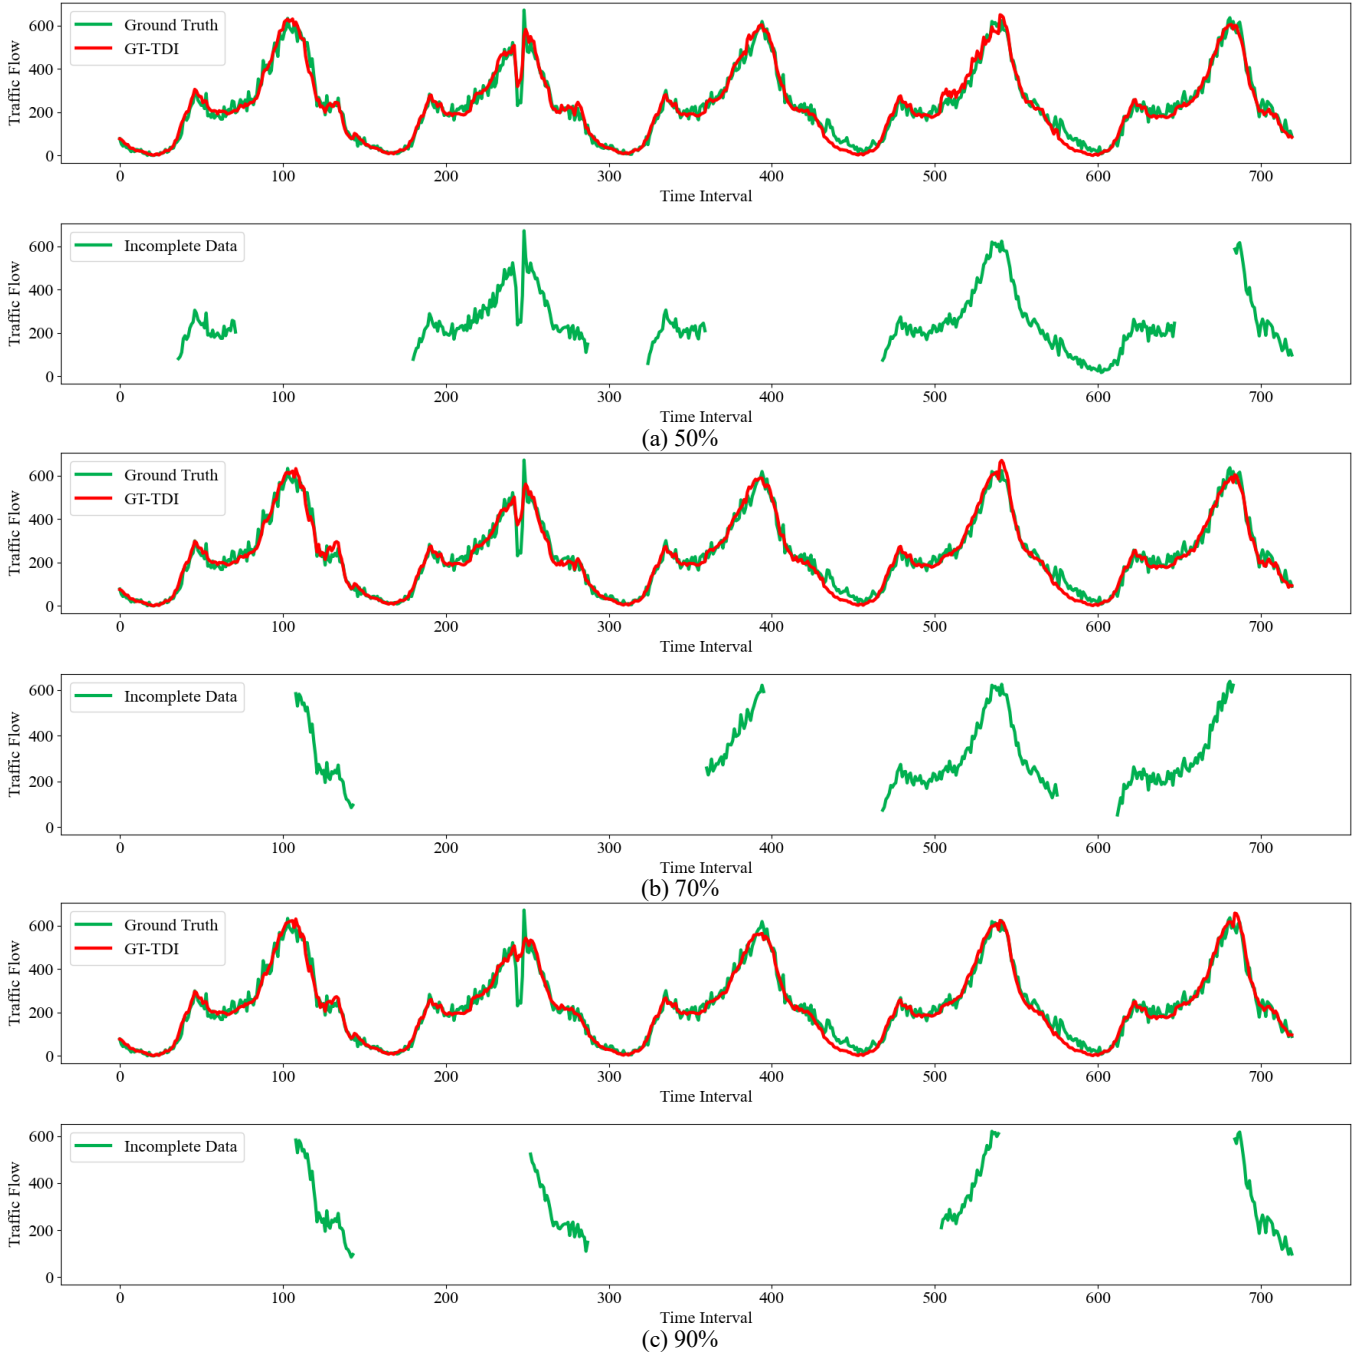 Ground Truth
GT-TDI
Traffic Flow
600
400
200
0
0 100 200 300 400 500 600 700
Time Interval
Incomplete Data
Traffic Flow
600
400
200
0
0 100 200 300 400 500 600 700
Time Interval
(a) 50%
Ground Truth
GT-TDI
Traffic Flow
600
400
200
0
0 100 200 300 400 500 600 700
Time Interval
Incomplete Data
Traffic Flow
600
400
200
0
0 100 200 300 400 500 600 700
Time Interval
(b) 70%
Ground Truth
GT-TDI
Traffic Flow
600
400
200
0
0 100 200 300 400 500 600 700
Time Interval
Incomplete Data
Traffic Flow
600
400
200
0
0 100 200 300 400 500 600 700
Time Interval
(c) 90%